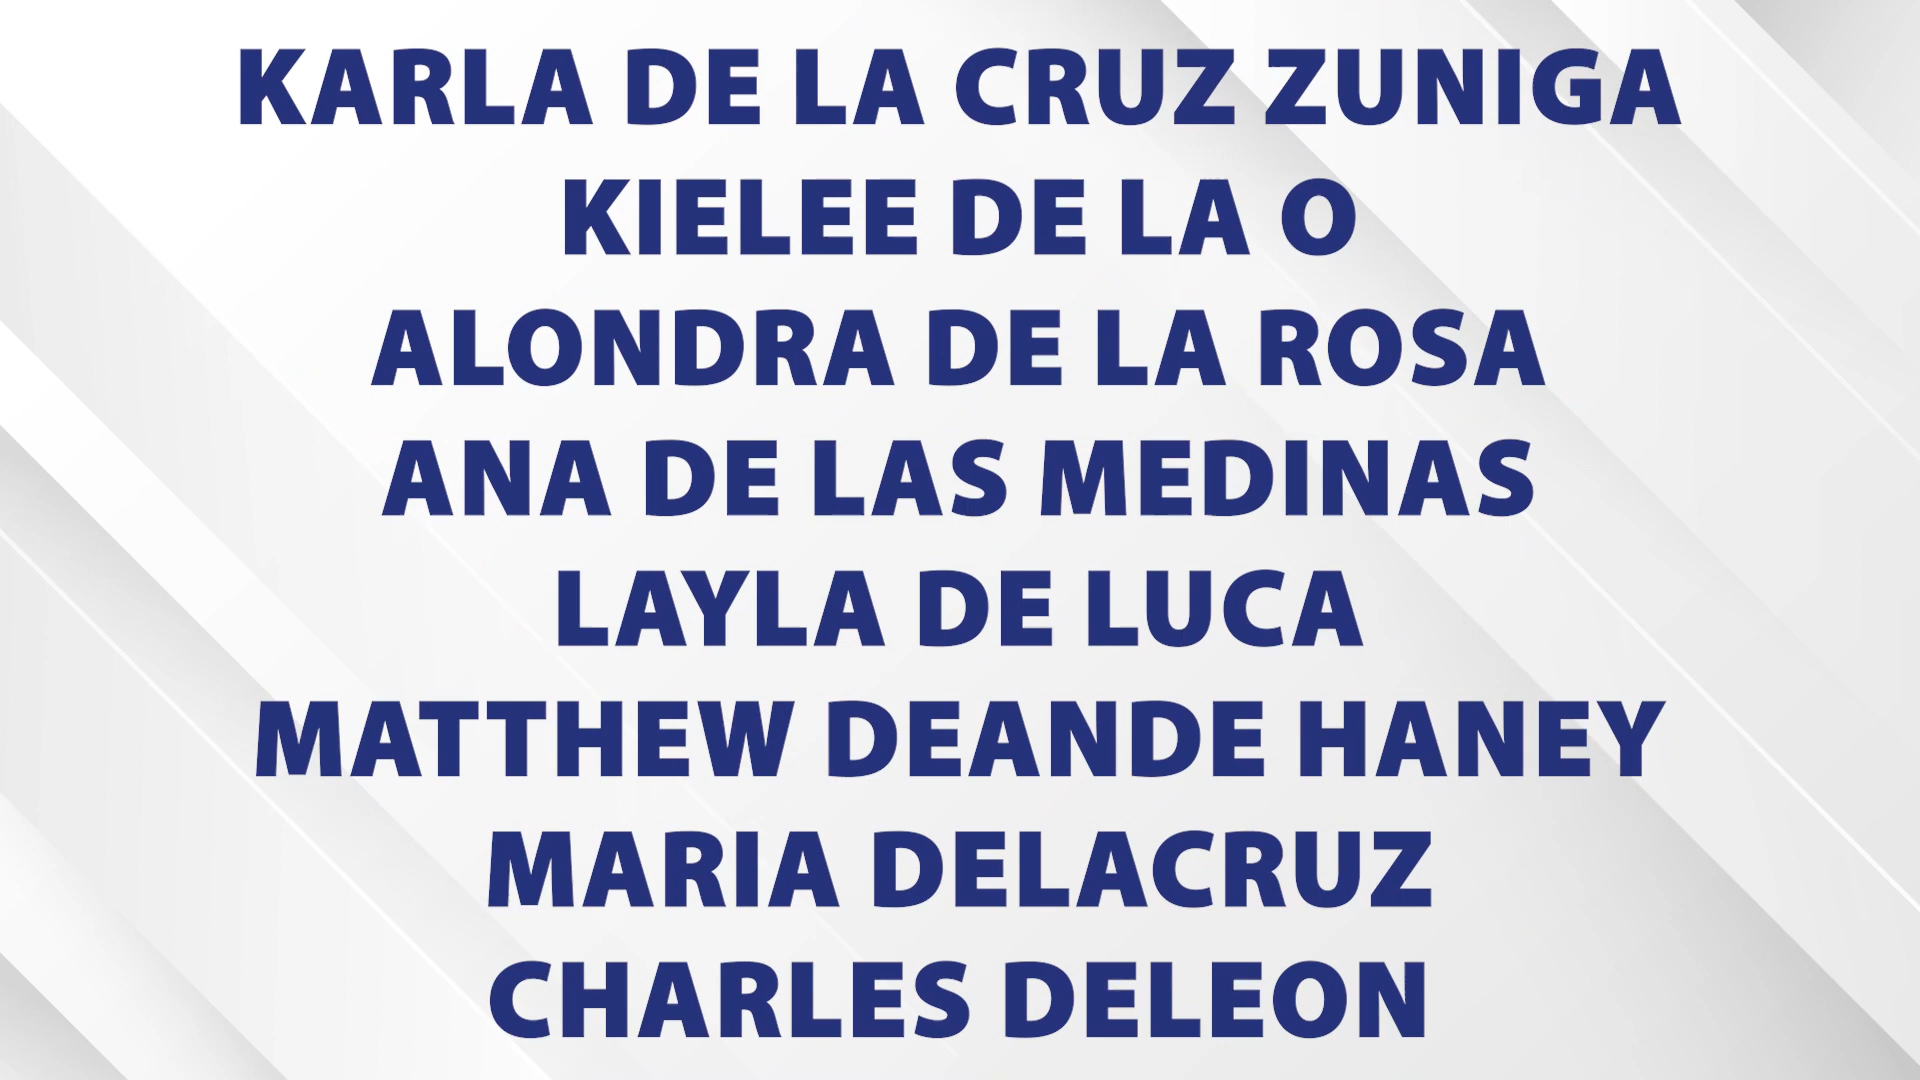 KARLA DE LA CRUZ ZUNIGA
KIELEE DE LA O
ALONDRA DE LA ROSA
ANA DE LAS MEDINAS
LAYLA DE LUCA
MATTHEW DEANDE HANEY
MARIA DELACRUZ
CHARLES DELEON